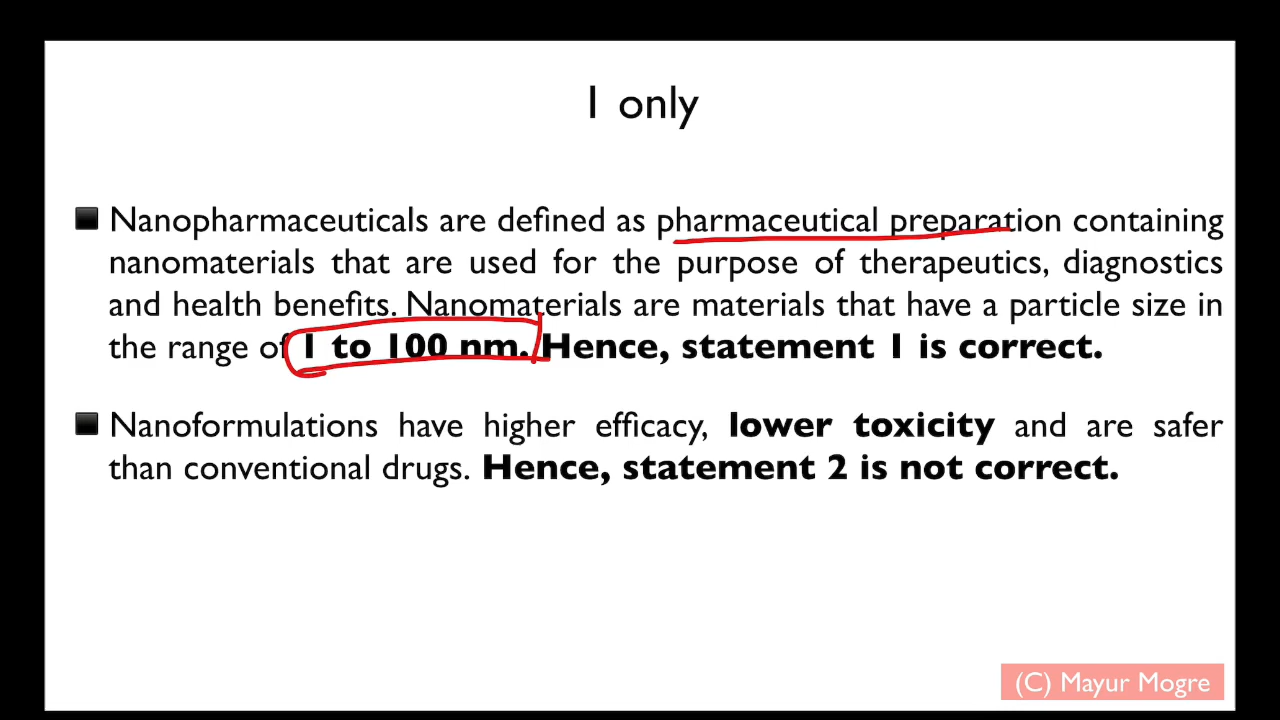 1 only
Nanopharmaceuticals are defined as pharmaceutical preparation containing
nanomaterials that are used for the purpose of therapeutics, diagnostics
and health benefits. Nanomaterials are materials that have a particle size in
the range of 1 to 100 nm. Hence, statement 1 is correct.
Nanoformulations have higher efficacy, lower toxicity and are safer
than conventional drugs. Hence, statement 2 is not correct.
(C) Mayur Mogre